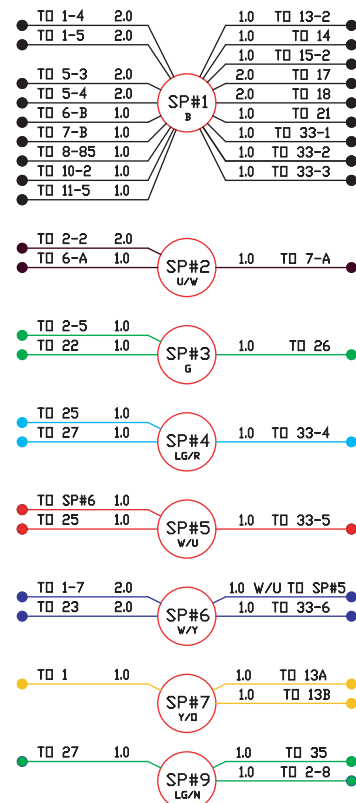 TO 1-4 2.0 1.0 TO 13-2
TO 1-5 2.0 1.0 TO 14
1.0 TO 15-2
TO 5-3 2.0 2.0 TO 17
TO 5-4 2.0 SP#1 2.0 TO 18
TO 6-B 1.0 B 1.0 TO 21
TO 7-B 1.0 1.0 TO 33-1
TO 8-85 1.0 1.0 TO 33-2
TO 10-2 1.0 1.0 TO 33-3
TO 11-5 1.0
TO 2-2 2.0
TO 6-A 1.0 SP#2 1.0 TO 7-A
U/W
TO 2-5 1.0
TO 22 1.0 SP#3 1.0 TO 26
G
TO 25 1.0
TO 27 1.0 SP#4 1.0 TO 33-4
LG/R
TO SP#6 1.0
TO 25 1.0 SP#5 1.0 TO 33-5
W/U
TO 1-7 2.0 1.0 W/U TO SP#5
TO 23 2.0 SP#6 1.0 TO 33-6
W/Y
TO 1 1.0 1.0 TO 13A
SP#7 1.0 TO 13B
Y/O
TO 27 1.0 1.0 TO 35
SP#9 1.0 TO 2-8
LG/N